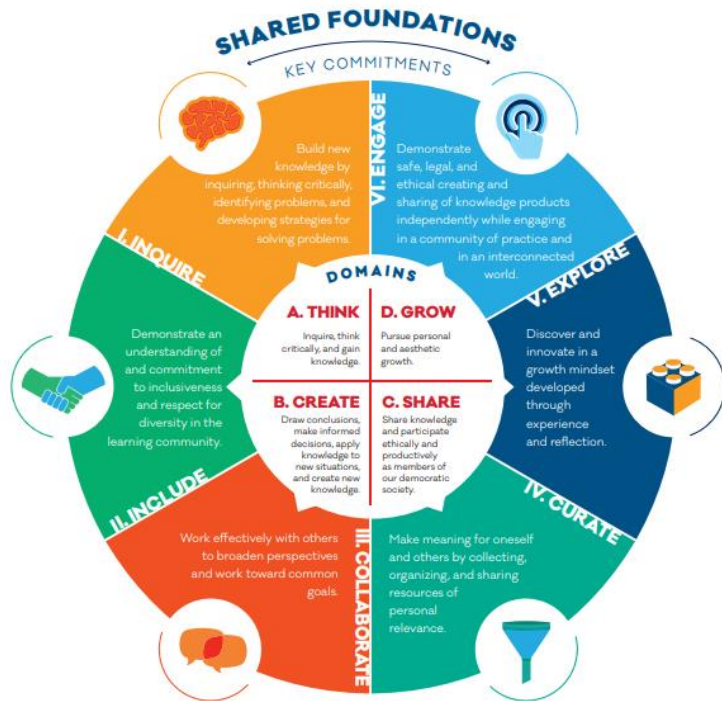 SHARED FOUNDATIONS
KEY COMMITMENTS
I. INQUIRE
Build new
knowledge by
inquiring, thinking critically,
identifying problems, and
developing strategies for
solving problems.
II. INCLUDE
Demonstrate an
understanding of
and commitment
to inclusiveness
and respect for
diversity in the
learning community.
III. COLLABORATE
Work effectively with others
to broaden perspectives
and work toward common
goals.
IV. CURATE
Make meaning for oneself
and others by collecting,
organizing, and sharing
resources of
personal
relevance.
V. EXPLORE
Discover and
innovate in a
growth mindset
developed
through
experience
and reflection.
VI. ENGAGE
Demonstrate
safe, legal, and
ethical creating and
sharing of knowledge products
independently while engaging
in a community of practice and
in an interconnected
world.
DOMAINS
A. THINK
Inquire, think
critically, and gain
knowledge.
B. CREATE
Draw conclusions,
make informed
decisions, apply
knowledge to
new situations,
and create new
knowledge.
C. SHARE
Share knowledge
and participate
ethically and
productively
as members of
our democratic
society.
D. GROW
Pursue personal
and aesthetic
growth.